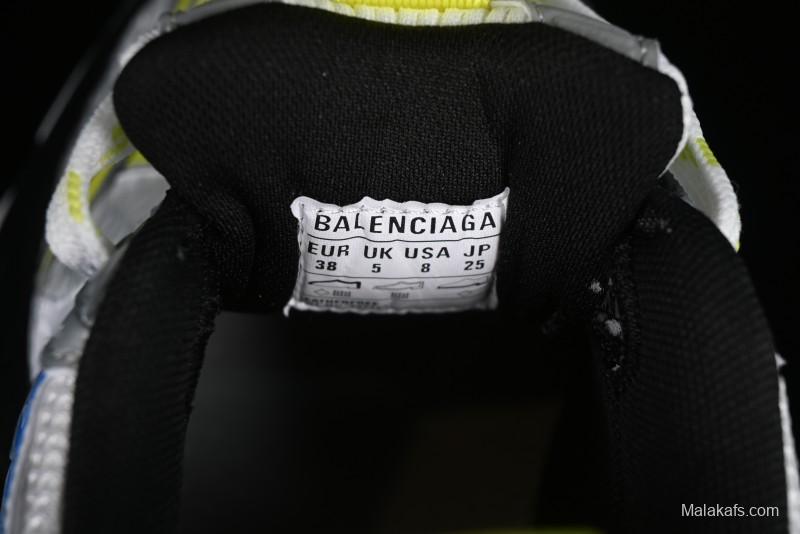 BALENCIAGA
EUR UK USA JP
38 5 8 25
Malakafs.com